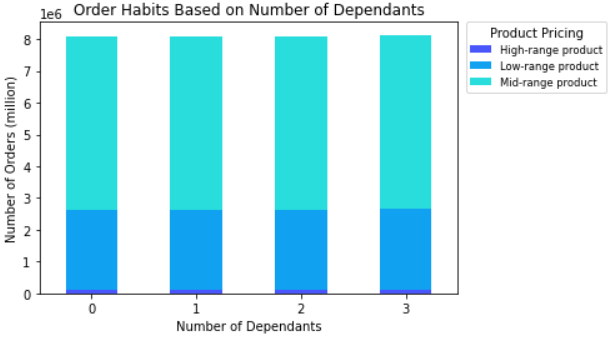 Order Habits Based on Number of Dependants
1e6
8
7
6
5
4
3
2
1
0
Number of Orders (million)
0 1 2 3
Number of Dependants
Product Pricing
High-range product
Low-range product
Mid-range product